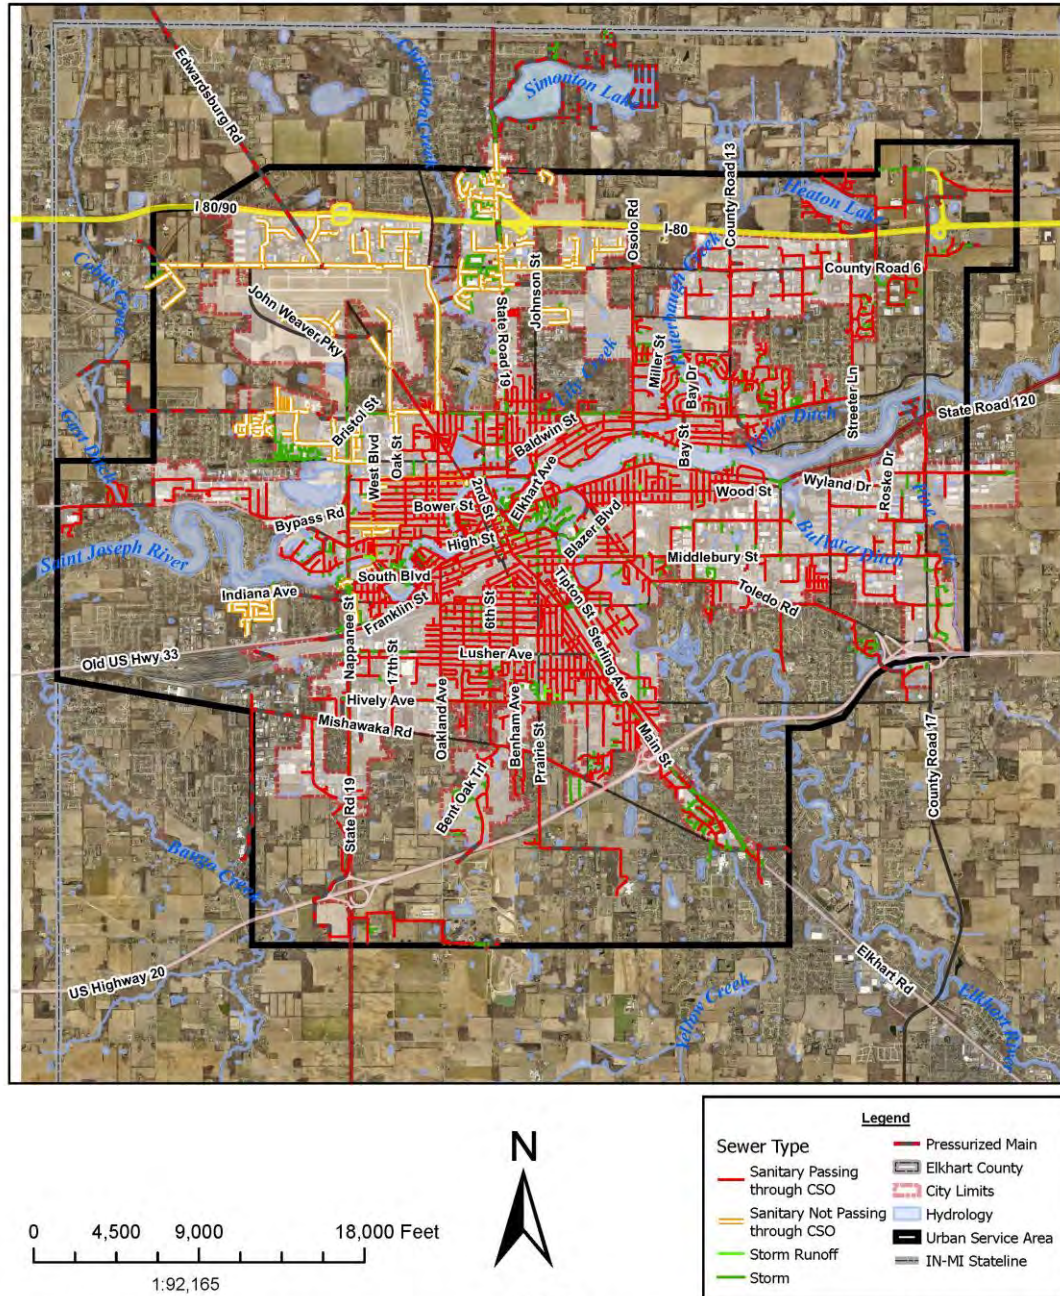 Simonton Lake
Christiana Creek
Edwardsburg Rd
County Road 13
Heaton Lake
I 80/90
I-80
Osolo Rd
Cobus Creek
Johnson St
County Road 6
John Weaver Pky
State Road 19
Miller St
Puterbaugh Creek
Bay Dr
Lily Creek
Streeter Ln
State Road 120
Bristol St
Baldwin St
Gast Ditch
West Blvd
Oak St
Bay St
Elkhart Ave
2nd St
Wood St
Wyland Dr
Roske Dr
Pine Creek
Bypass Rd
Bower St
High St
Blazer Blvd
Bullard Ditch
Saint Joseph River
Middlebury St
South Blvd
Indiana Ave
Franklin St
Tipton St
Toledo Rd
6th St
Nappanee St
Sterling Ave
Old US Hwy 33
17th St
Lusher Ave
Hively Ave
Oakland Ave
Benham Ave
Mishawaka Rd
Prairie St
Main St
County Road 17
State Rd 19
Bent Oak Trl
Baugo Creek
US Highway 20
Yellow Creek
Elkhart Rd
Elkhart River
N
0 4,500 9,000 18,000 Feet
1:92,165
Legend
Sewer Type
Sanitary Passing
through CSO
Sanitary Not Passing
through CSO
Storm Runoff
Storm
Pressurized Main
Elkhart County
City Limits
Hydrology
Urban Service Area
IN-MI Stateline